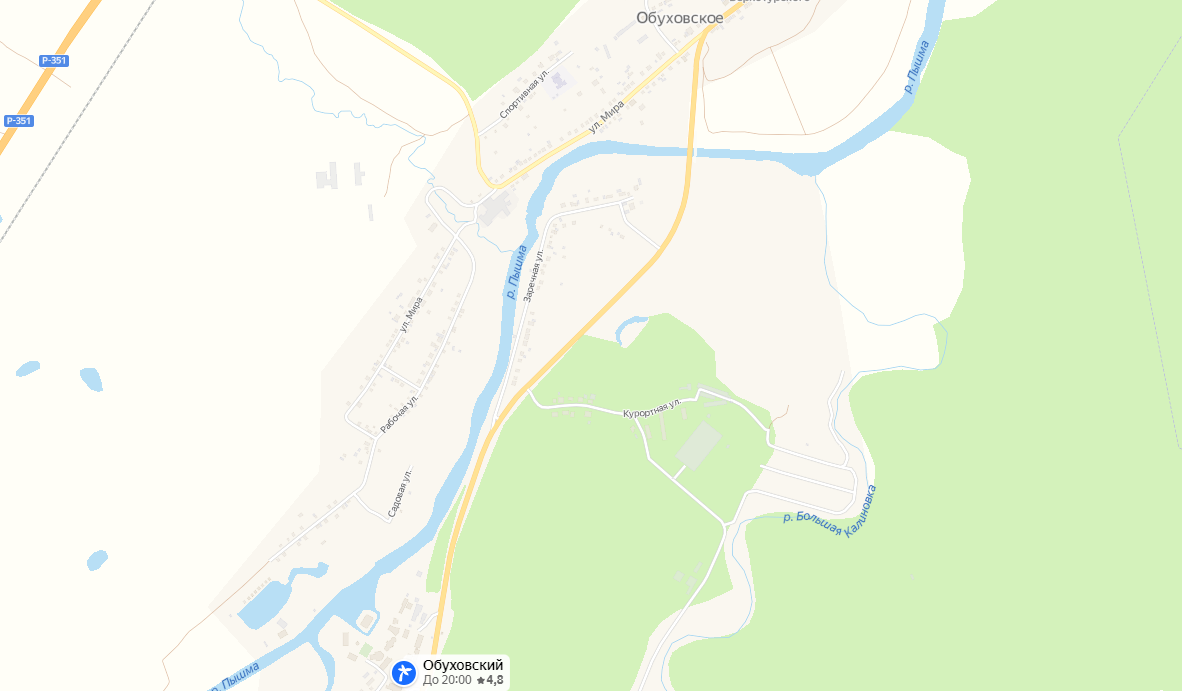 Обуховское
Р-351
р. Пышма
Спортивная ул.
ул. Мира
Р-351
р. Пышма
Заречная ул.
ул. Мира
Рабочая ул.
Курортная ул.
Садовая ул.
р. Большая Калиновка
р. Пышма
Обуховский
До 20:00 ★4,8